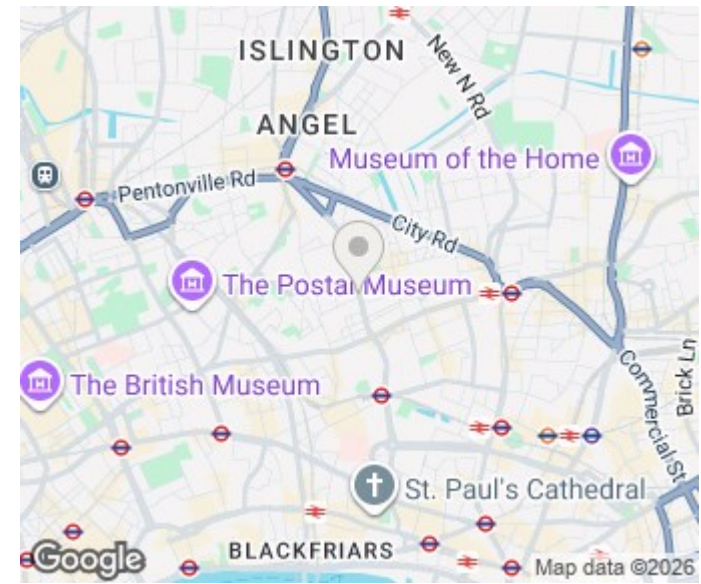 ISLINGTON
New N Rd
ANGEL
Museum of the Home
Pentonville Rd
City Rd
The Postal Museum
The British Museum
Commercial St
Brick Ln
St. Paul's Cathedral
BLACKFRIARS
Google
Map data ©2026